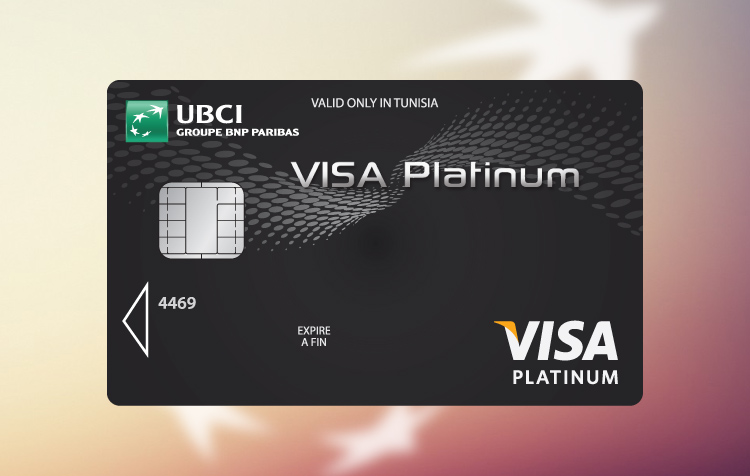 UBCI
GROUPE BNP PARIBAS
VALID ONLY IN TUNISIA
VISA Platinum
4469
EXPIRE
A FIN
VISA
PLATINUM